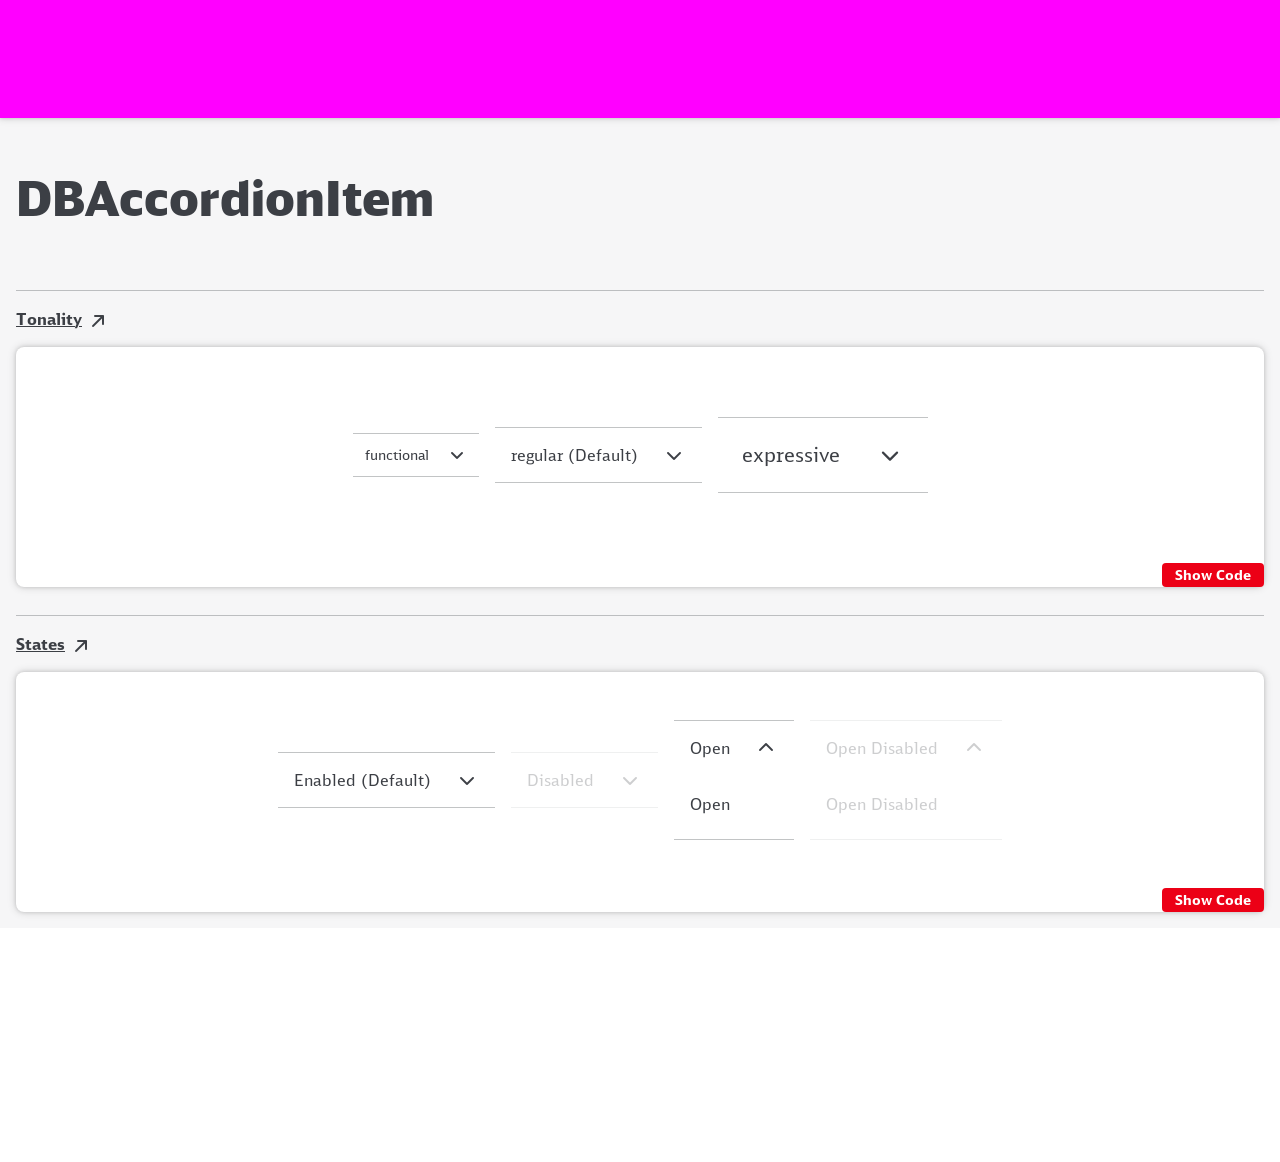 DBAccordionItem
Tonality
functional
regular (Default)
expressive
Show Code
States
Enabled (Default)
Disabled
Open
Open Disabled
Open
Open Disabled
Show Code